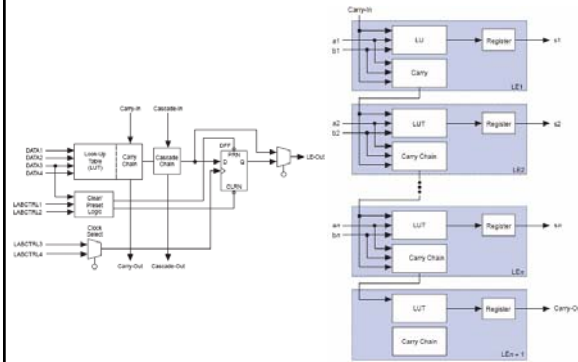 Carry-In
Cascade-In
DATA1
DATA2
DATA3
DATA4
Look-Up
Table
(LUT)
Carry
Chain
Cascade
Chain
DFF
PRN
D
Q
CLRN
LE-Out
LABCTRL1
LABCTRL2
Clear/
Preset
Logic
Clock
Select
LABCTRL3
LABCTRL4
Carry-Out
Cascade-Out
Carry-In
a1
b1
LU
Register
s1
Carry
LE1
a2
b2
LUT
Register
s2
Carry Chain
LE2
an
bn
LUT
Register
sn
Carry Chain
LEn
LUT
Register
Carry-O
Carry Chain
LEn + 1